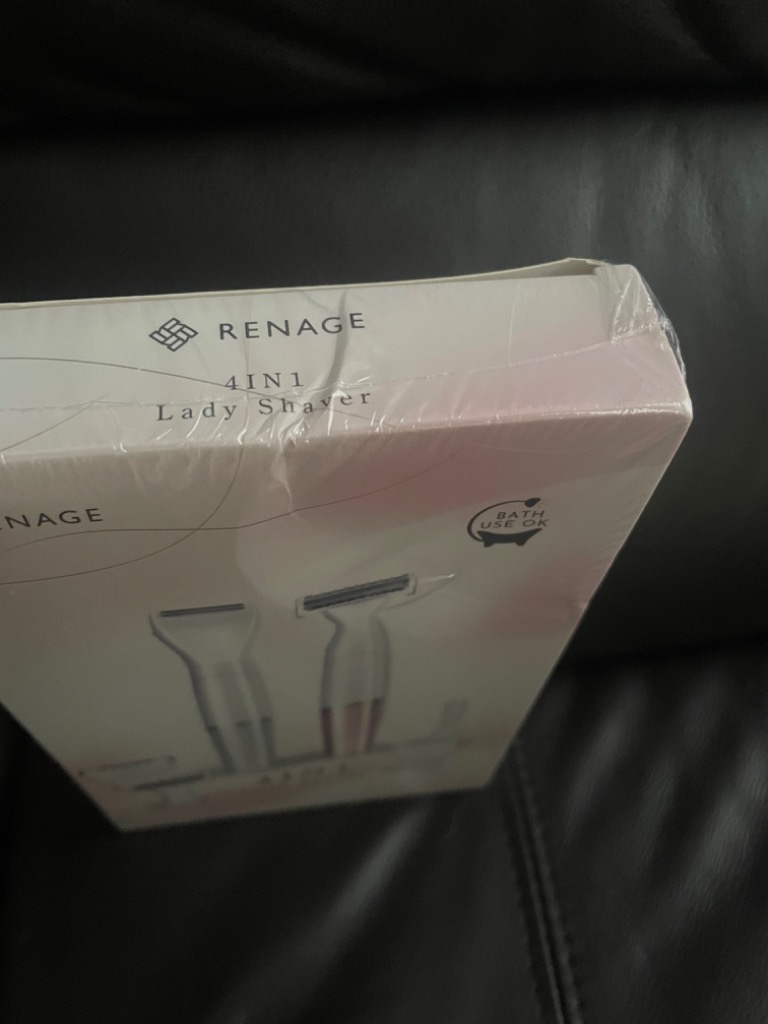 RENAGE
4IN1
Lady Shaver
ENAGE
BATH
USE OK